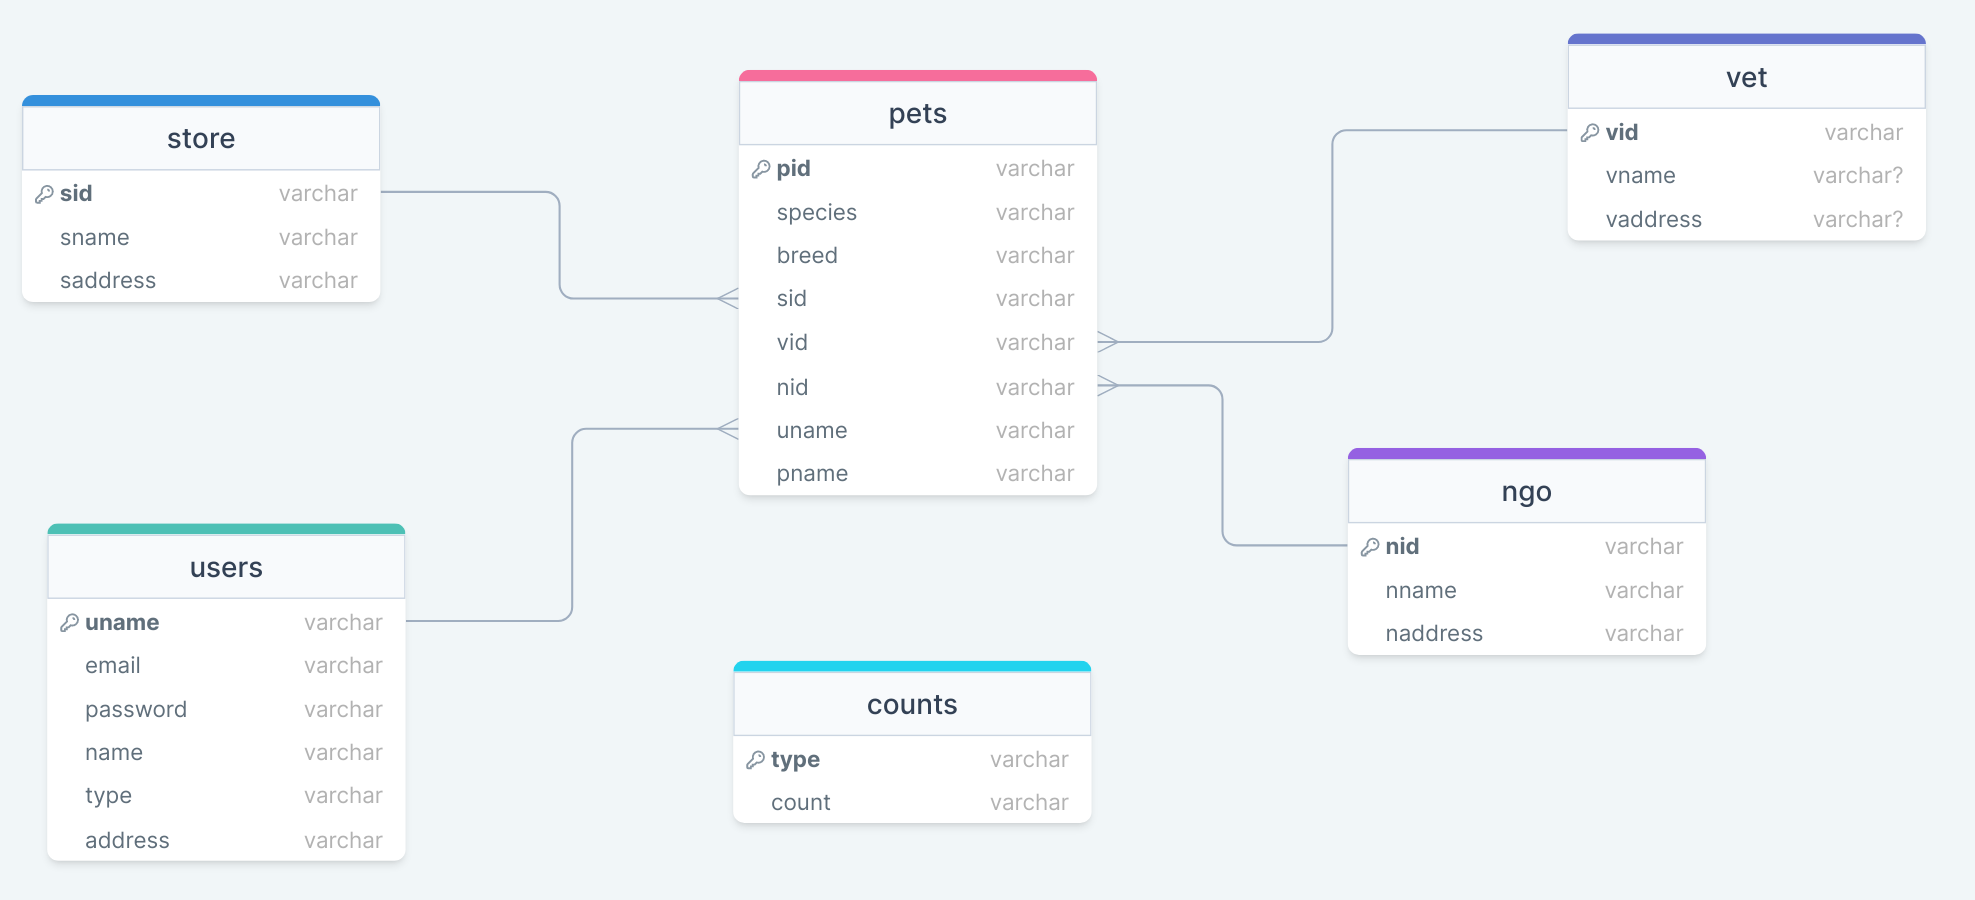 store
sid varchar
sname varchar
saddress varchar
pets
pid varchar
species varchar
breed varchar
sid varchar
vid varchar
nid varchar
uname varchar
pname varchar
vet
vid varchar
vname varchar?
vaddress varchar?
users
uname varchar
email varchar
password varchar
name varchar
type varchar
address varchar
counts
type varchar
count varchar
ngo
nid varchar
nname varchar
naddress varchar